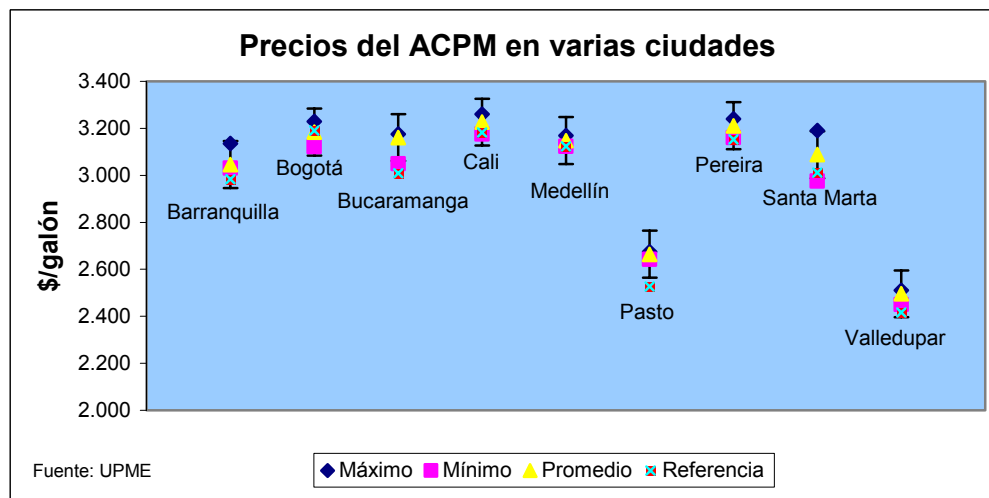 Precios del ACPM en varias ciudades
$/galón
3.400
3.200
3.000
2.800
2.600
2.400
2.200
2.000
Barranquilla
Bogotá
Bucaramanga
Cali
Medellín
Pasto
Pereira
Santa Marta
Valledupar
Fuente: UPME
Máximo Mínimo Promedio Referencia